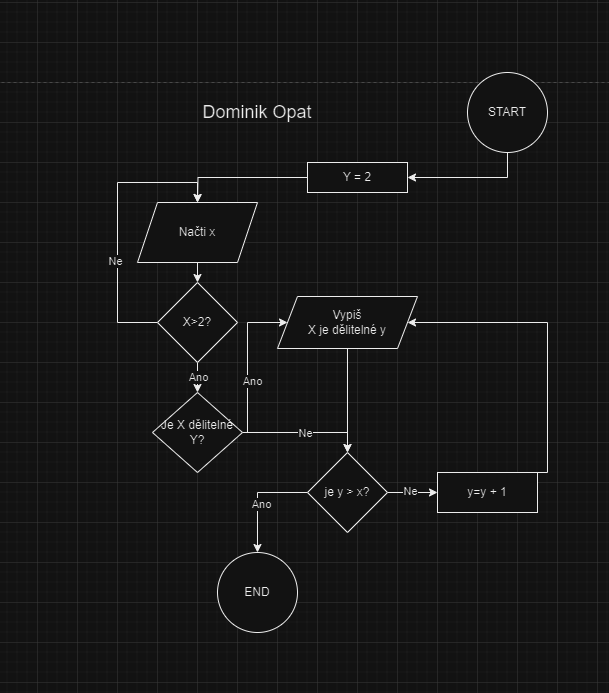 Dominik Opat
START
Y = 2
Načti x
Ne
X>2?
Vypiš
X je dělitelné y
Ano
Ano
Je X dělitelné
Y?
Ne
je y > x?
Ne
y=y + 1
Ano
END